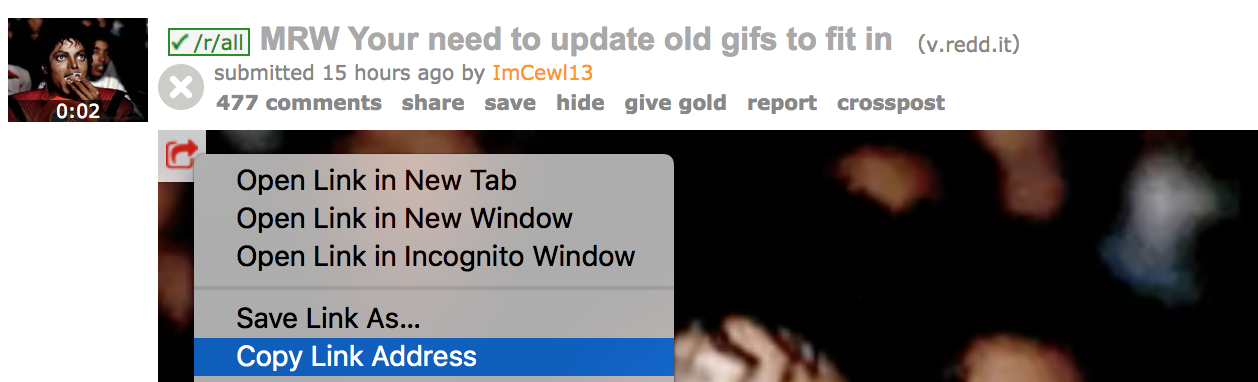 /r/all MRW Your need to update old gifs to fit in (v.redd.it)
submitted 15 hours ago by ImCewl13
477 comments share save hide give gold report crosspost
0:02
Open Link in New Tab
Open Link in New Window
Open Link in Incognito Window
Save Link As...
Copy Link Address